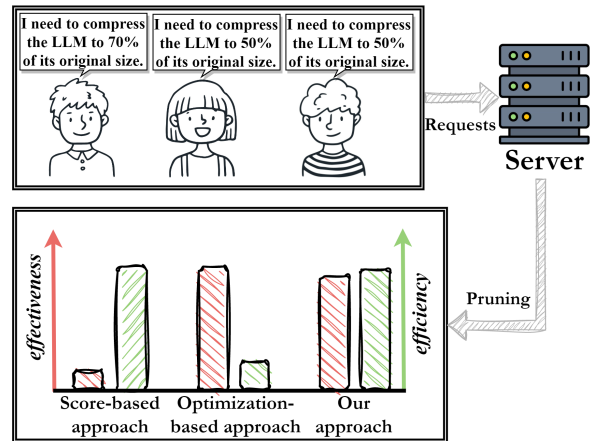 I need to compress
the LLM to 70%
of its original size.
I need to compress
the LLM to 50%
of its original size.
I need to compress
the LLM to 50%
of its original size.
Requests
Server
Pruning
effectiveness
efficiency
Score-based
approach
Optimization-
based approach
Our
approach